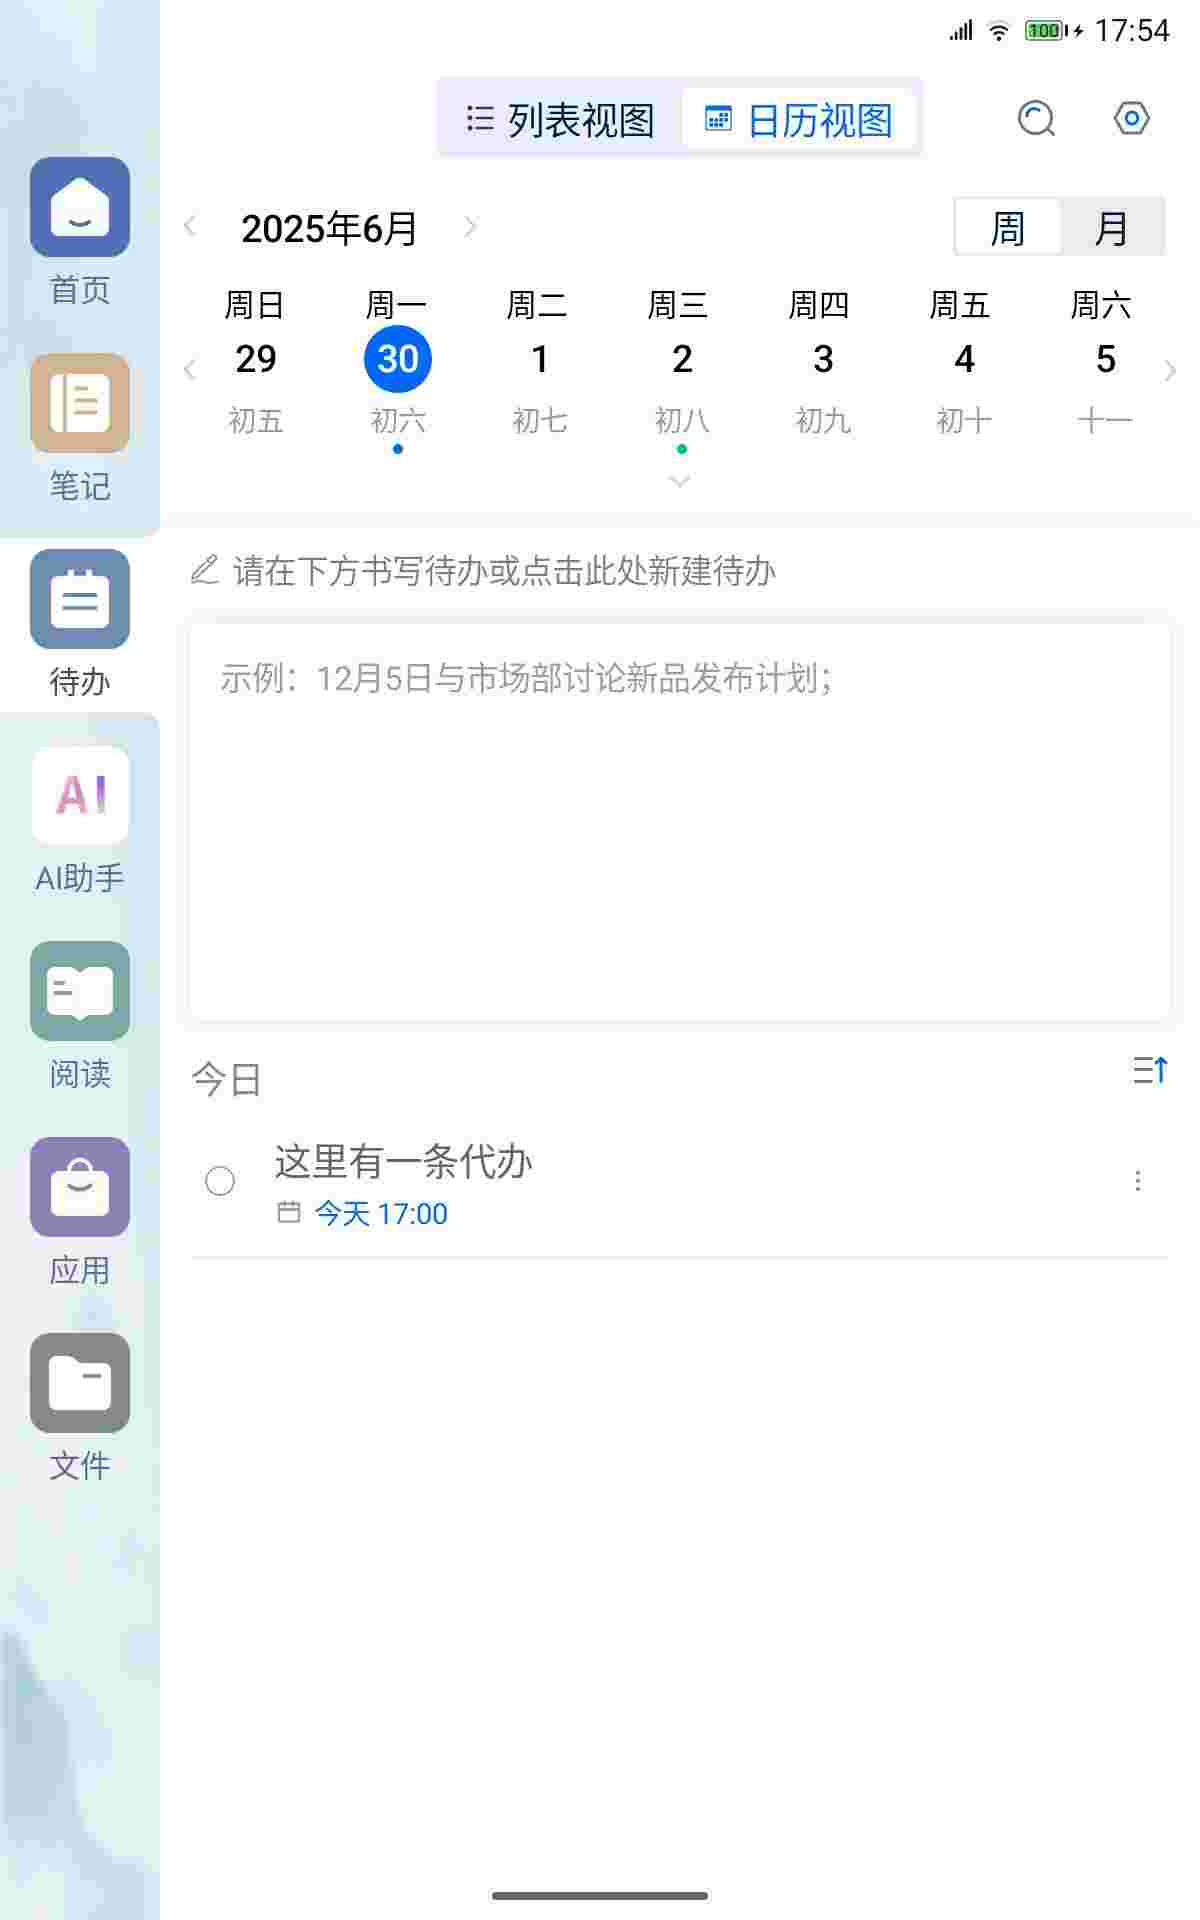 100 17:54
列表视图 日历视图
2025年6月 周 月
周日 周一 周二 周三 周四 周五 周六
29 30 1 2 3 4 5
初五 初六 初七 初八 初九 初十 十一
请在下方书写待办或点击此处新建待办
示例：12月5日与市场部讨论新品发布计划；
今日
这里有一条代办
今天 17:00
首页
笔记
待办
AI
AI助手
阅读
应用
文件